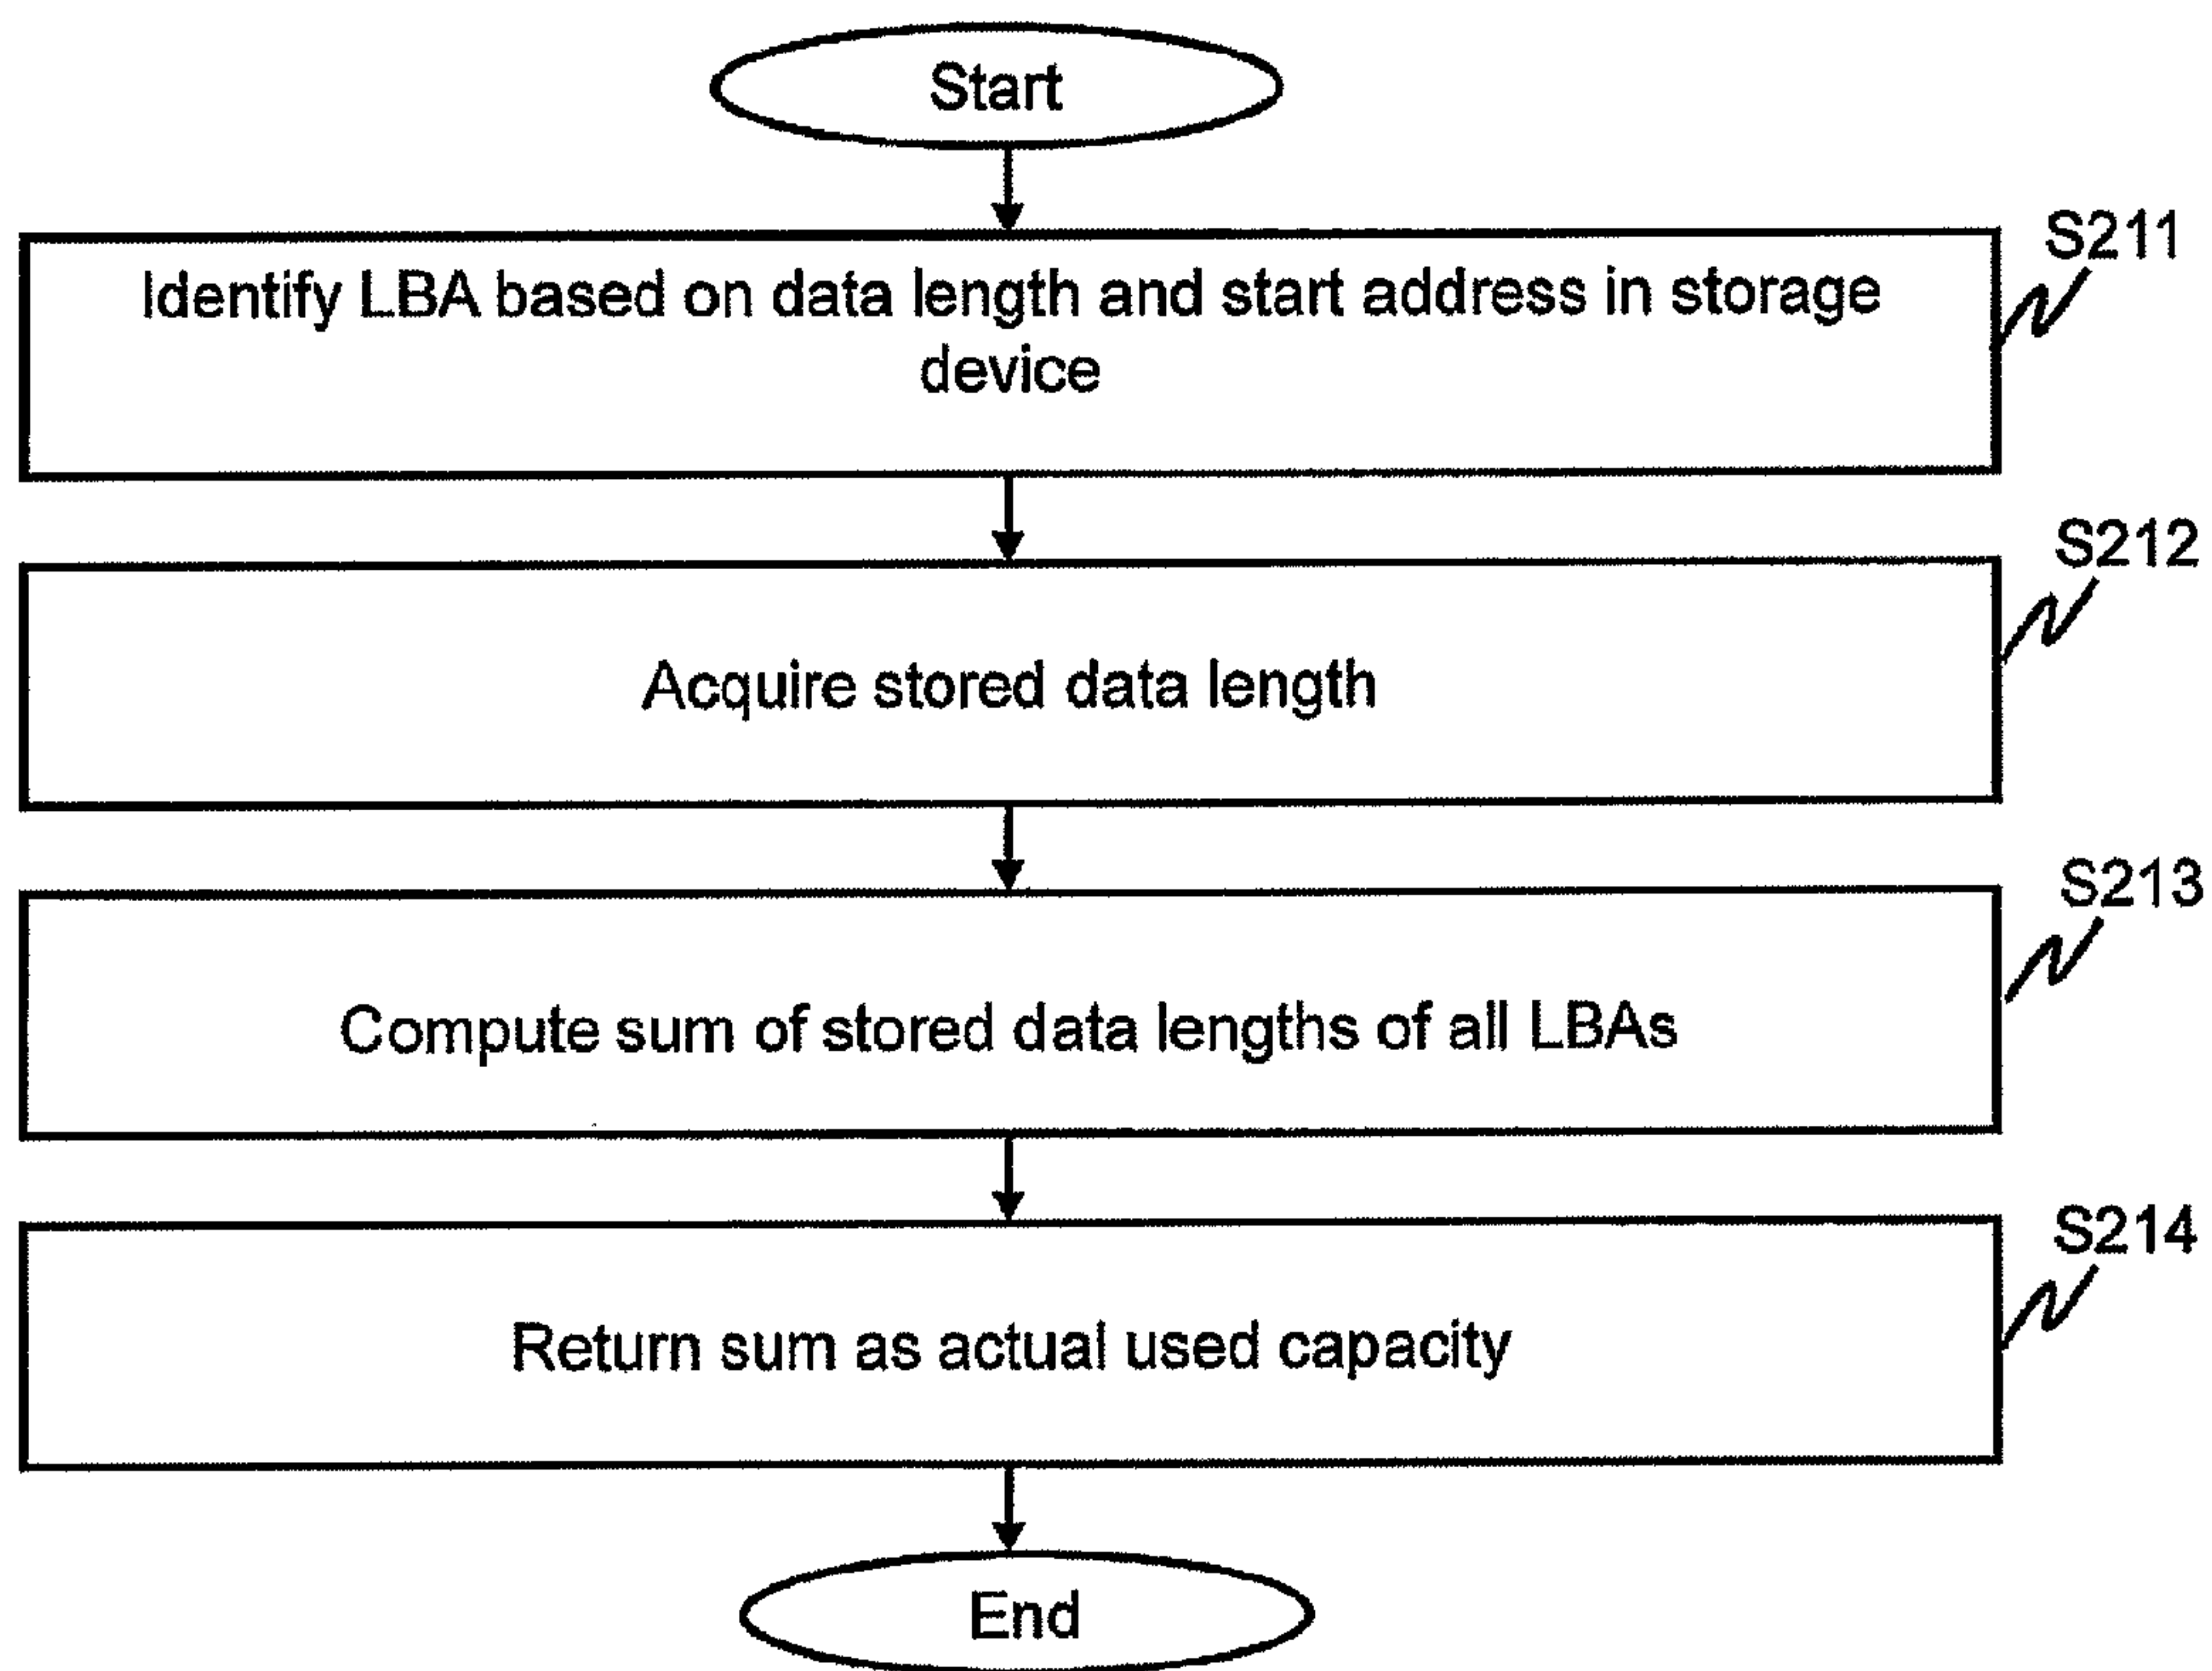 Start
S211
Identify LBA based on data length and start address in storage
device
S212
Acquire stored data length
S213
Compute sum of stored data lengths of all LBAs
S214
Return sum as actual used capacity
End